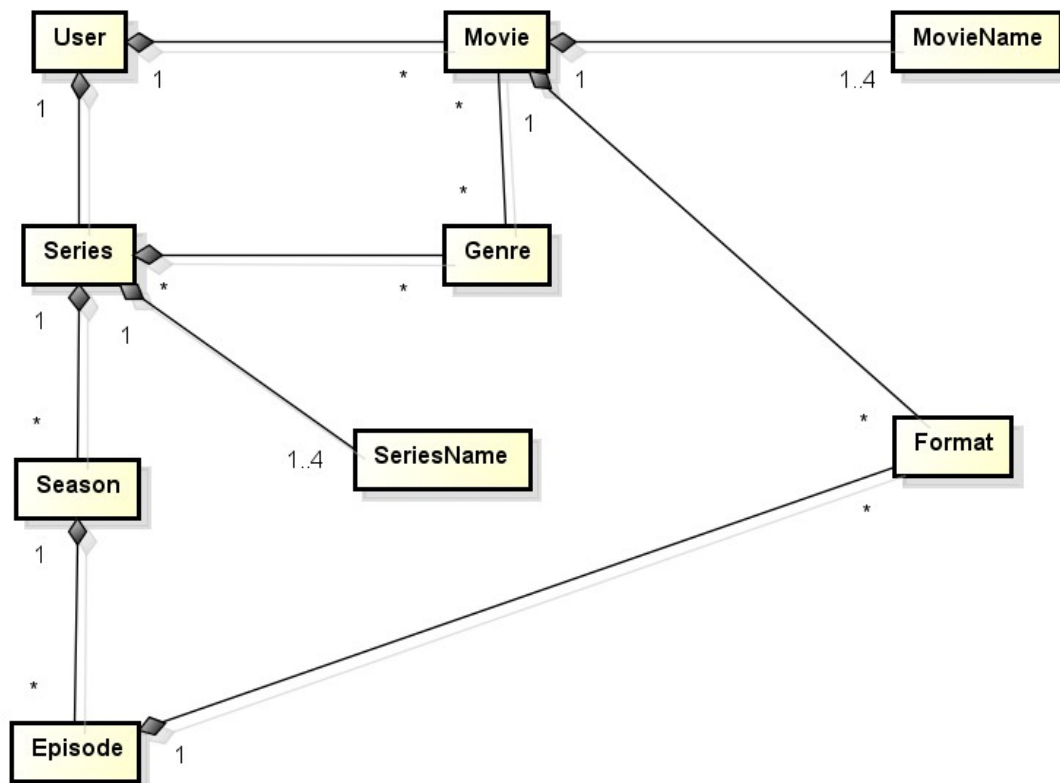 User
Movie
MovieName
1
*
1
1..4
1
*
1
*
Series
Genre
*
*
1
1
*
1..4
SeriesName
*
Format
Season
*
1
*
Episode
1